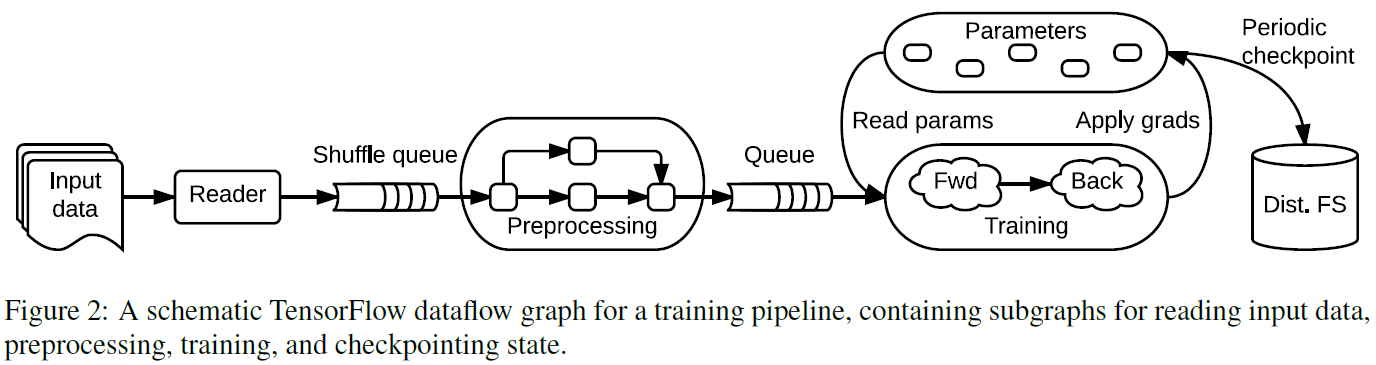 Input
data
Reader
Shuffle queue
Preprocessing
Queue
Parameters
Read params
Apply grads
Fwd
Back
Training
Periodic
checkpoint
Dist. FS
Figure 2: A schematic TensorFlow dataflow graph for a training pipeline, containing subgraphs for reading input data,
preprocessing, training, and checkpointing state.